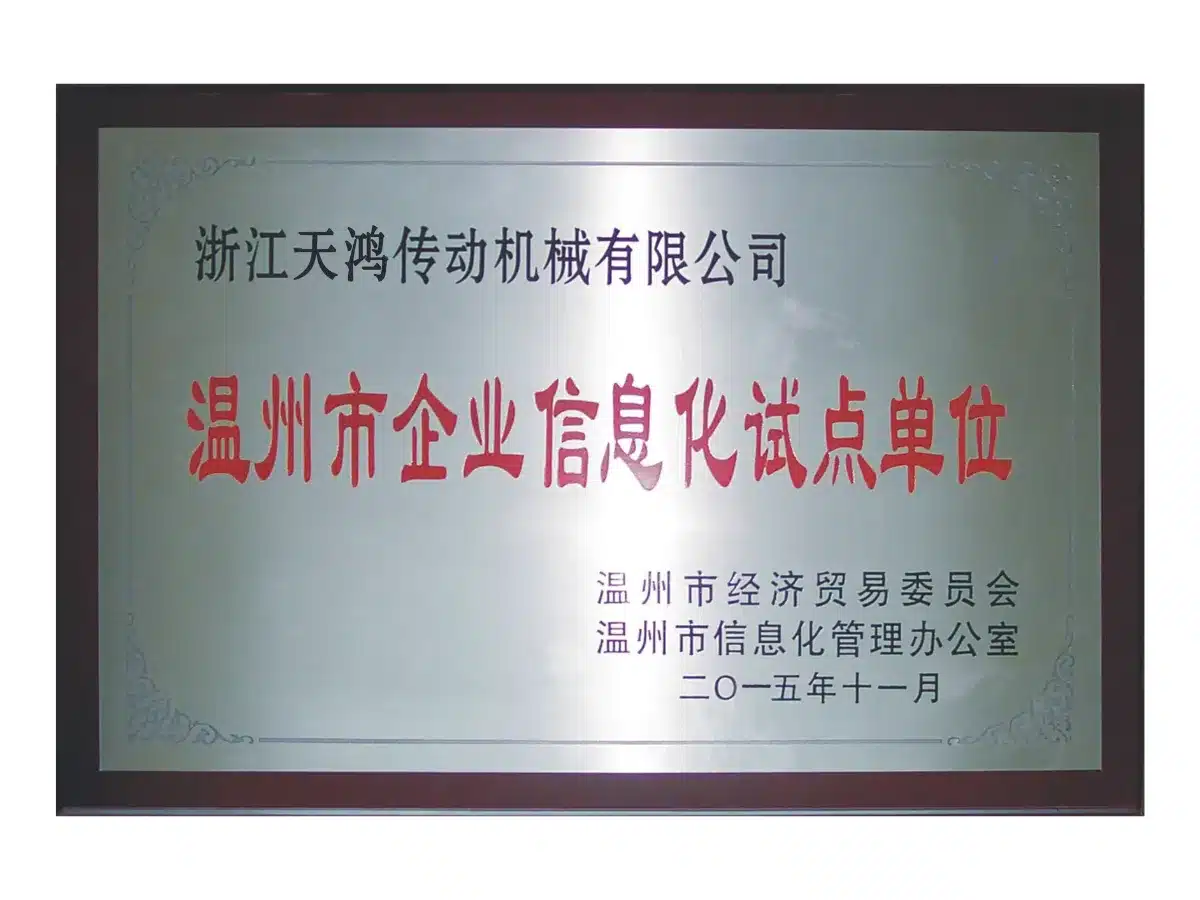 浙江天鸿传动机械有限公司
温州市企业信息化试点单位
温州市经济贸易委员会
温州市信息化管理办公室
二〇一五年十一月